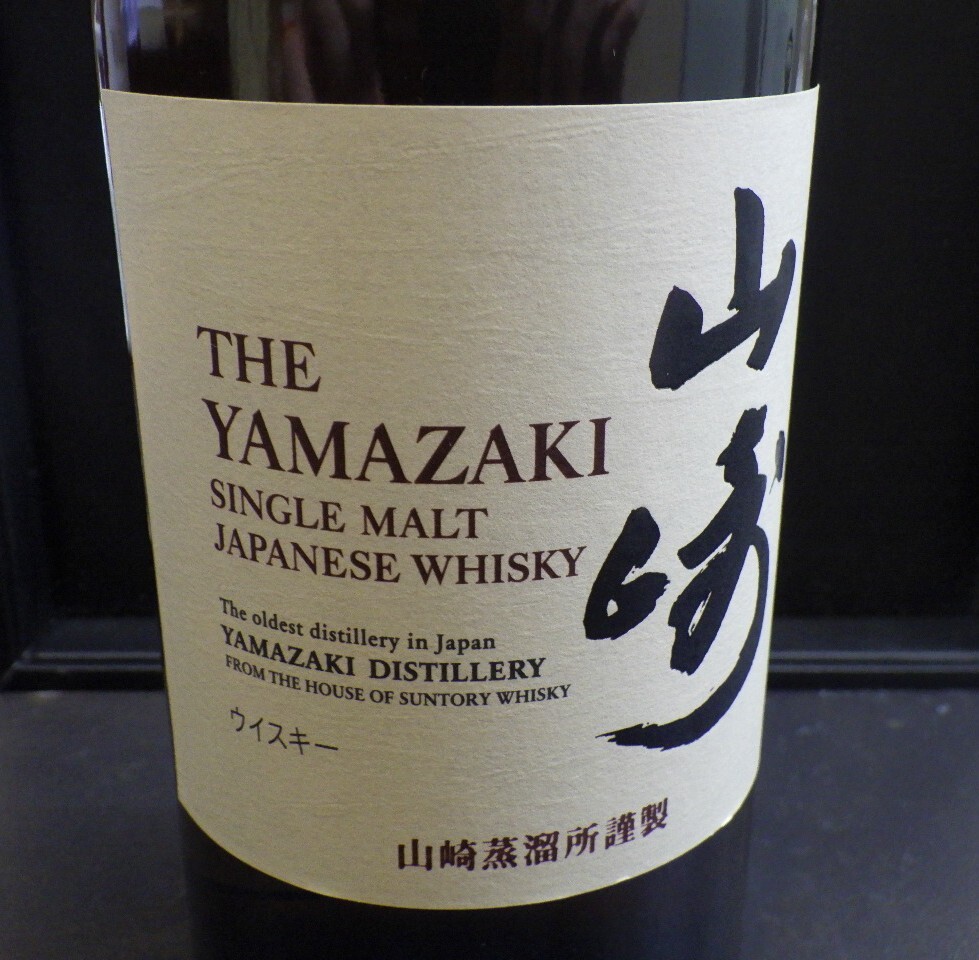 THE
YAMAZAKI
SINGLE MALT
JAPANESE WHISKY
The oldest distillery in Japan
YAMAZAKI DISTILLERY
FROM THE HOUSE OF SUNTORY WHISKY
ウイスキー
山崎
山崎蒸溜所謹製